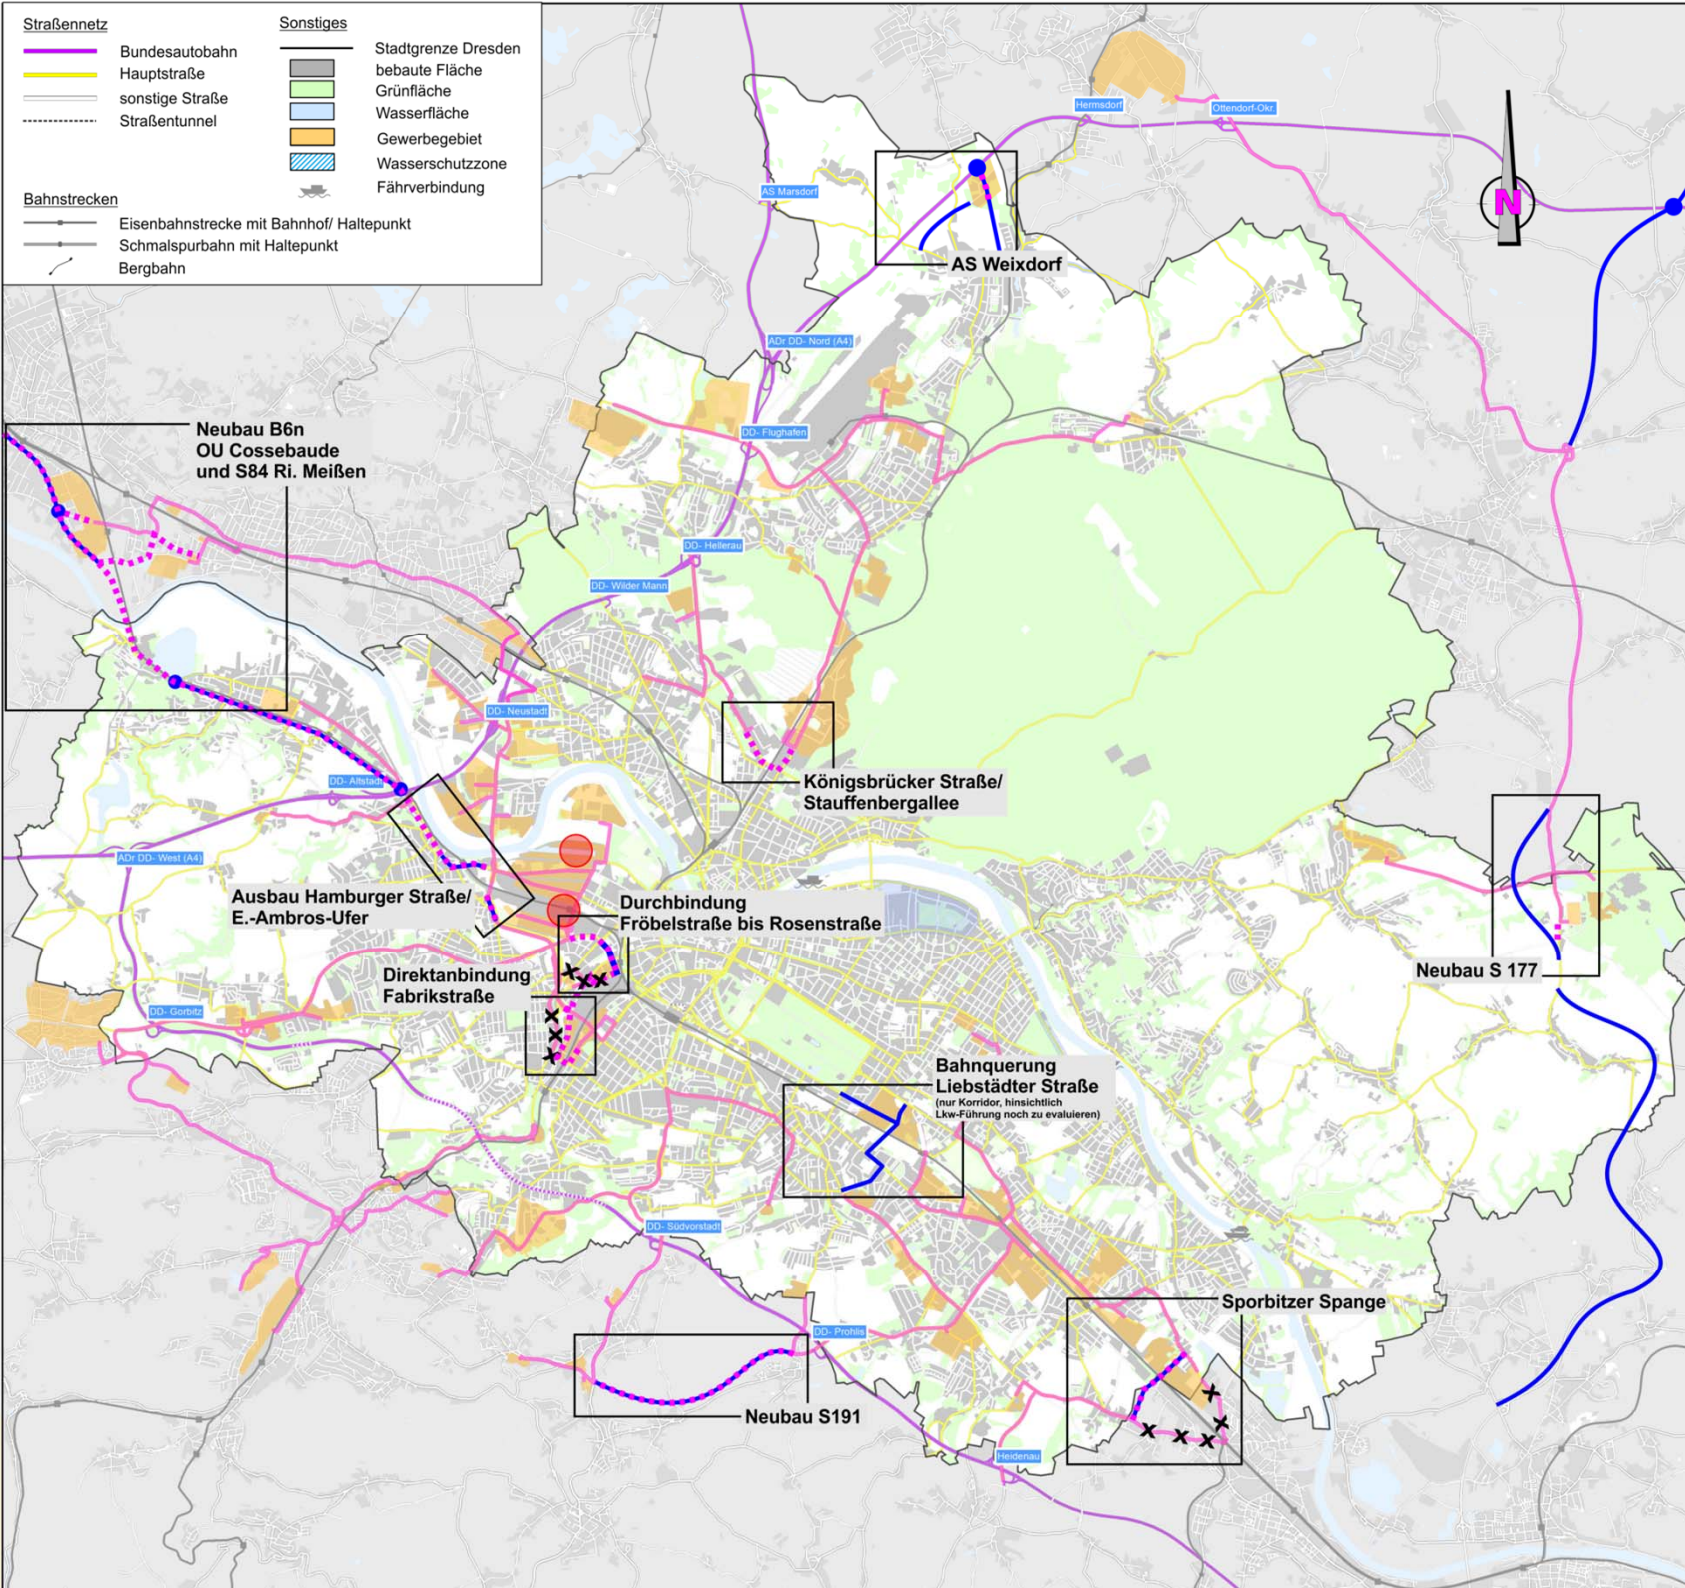 Straßennetz
Bundesautobahn
Hauptstraße
sonstige Straße
Straßentunnel
Bahnstrecken
Eisenbahnstrecke mit Bahnhof/ Haltepunkt
Schmalspurbahn mit Haltepunkt
Bergbahn
Sonstiges
Stadtgrenze Dresden
bebaute Fläche
Grünfläche
Wasserfläche
Gewerbegebiet
Wasserschutzzone
Fährverbindung
Hermsdorf
Ottendorf-Okr.
AS Marsdorf
N
AS Weixdorf
ADr DD- Nord (A4)
Neubau B6n
OU Cossebaude
und S84 Ri. Meißen
DD- Flughafen
DD- Hellerau
DD- Wilder Mann
DD- Neustadt
DD- Altstadt
Königsbrücker Straße/
Stauffenbergallee
ADr DD- West (A4)
Ausbau Hamburger Straße/
E.-Ambros-Ufer
Durchbindung
Fröbelstraße bis Rosenstraße
Direktanbindung
Fabrikstraße
Neubau S 177
DD- Gorbitz
Bahnquerung
Liebstädter Straße
(nur Korridor, hinsichtlich
Lkw-Führung noch zu evaluieren)
DD- Südvorstadt
Sporbitzer Spange
DD- Prohlis
Neubau S191
Heidenau